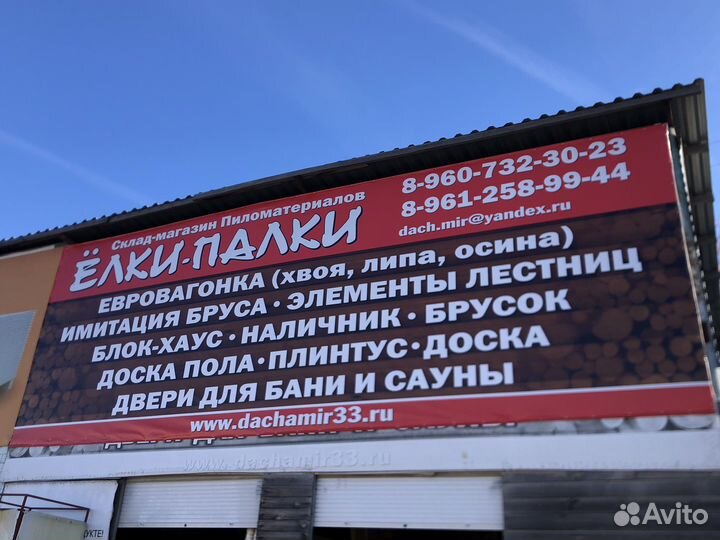 Склад-магазин Пиломатериалов
ЁЛКИ-ПАЛКИ
8-960-732-30-23
8-961-258-99-44
dach.mir@yandex.ru
ЕВРОВАГОНКА (хвоя, липа, осина)
ИМИТАЦИЯ БРУСА · ЭЛЕМЕНТЫ ЛЕСТНИЦ
БЛОК-ХАУС · НАЛИЧНИК · БРУСОК
ДОСКА ПОЛА · ПЛИНТУС · ДОСКА
ДВЕРИ ДЛЯ БАНИ И САУНЫ
www.dachamir33.ru
www.dachamir33.ru
Avito